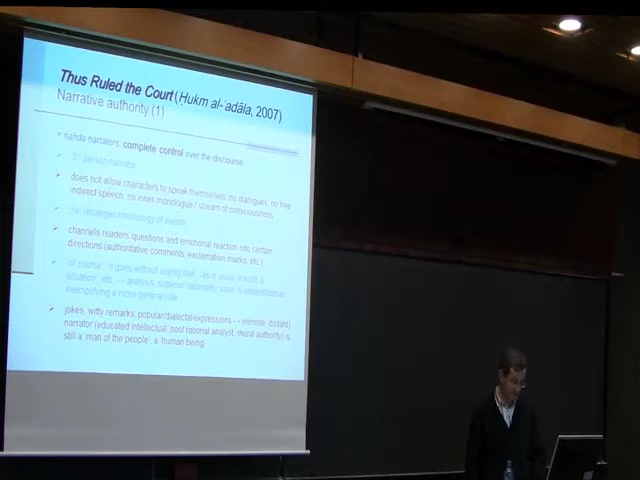 Thus Ruled the Court (Ḥukm al-ʿadāla, 2007)
Narrative authority (1)
* nahda narrators: complete control over the discourse
3rd person narrator
does not allow characters to speak themselves: no dialogues, no free
indirect speech, no inner monologue / stream of consciousness
re-arranges chronology of events
channels readers' questions and emotional reaction into certain
directions (authoritative comments, exclamation marks, etc.)
'of course', 'it goes without saying that', 'as is usual in such a
situation', etc. → analysis, superior rationality, case is understood as
exemplifying a more general rule
jokes, witty remarks, popular/dialectal expressions ↔ (remote, distant)
narrator (educated intellectual, cool rational analyst, moral authority) is
still a 'man of the people', a 'human being'